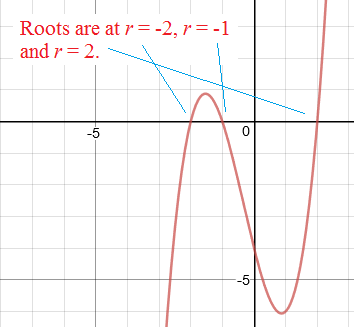 Roots are at r = -2, r = -1
and r = 2.
-5
0
-5